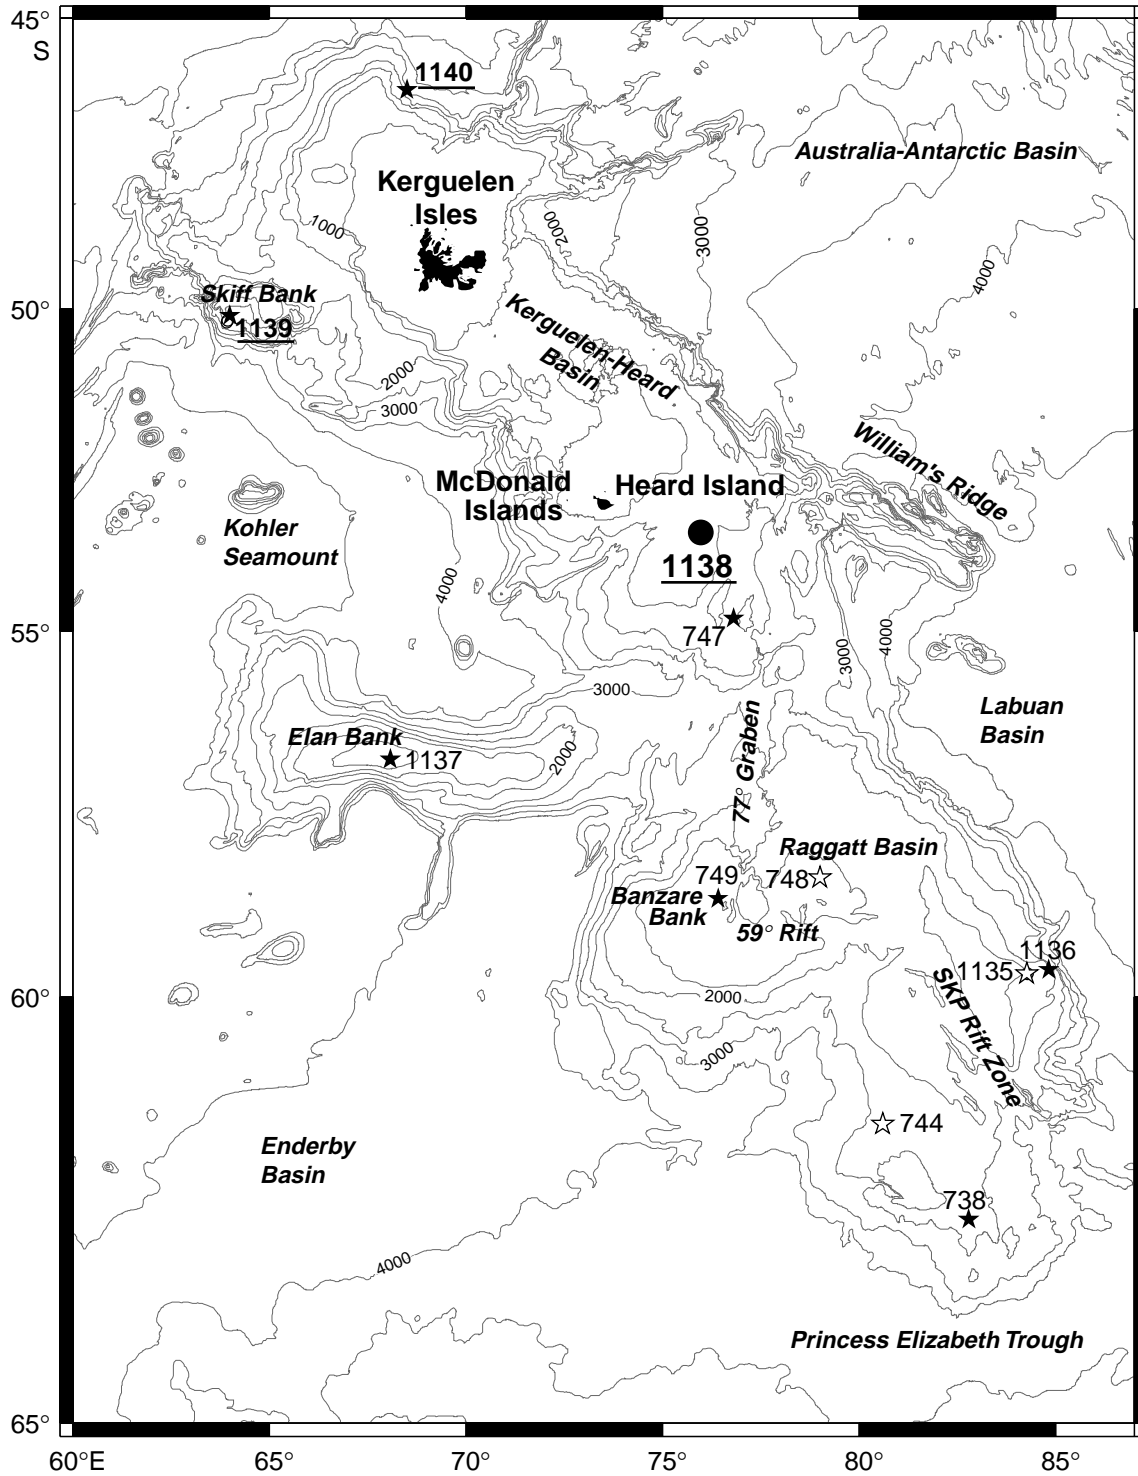 45°
S
1140
Australia-Antarctic Basin
Kerguelen
Isles
1000
2000
3000
4000
Skiff Bank
1139
50°
Kerguelen-Heard
Basin
2000
3000
William's Ridge
McDonald
Islands
Heard Island
Kohler
Seamount
1138
4000
55°
747
3000
4000
3000
Labuan
Basin
Elan Bank
1137
2000
77° Graben
Raggatt Basin
749
748
Banzare
Bank
59° Rift
1136
1135
SKP Rift Zone
60°
2000
3000
744
Enderby
Basin
738
4000
Princess Elizabeth Trough
65°
60°E
65°
70°
75°
80°
85°